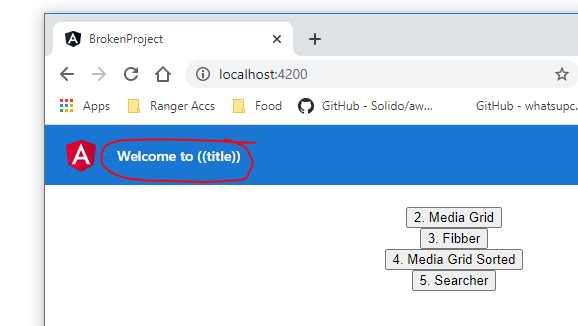 BrokenProject
localhost:4200
Apps Ranger Accs Food GitHub - Solido/aw... GitHub - whatsupc.
A Welcome to ((title))
2. Media Grid
3. Fibber
4. Media Grid Sorted
5. Searcher